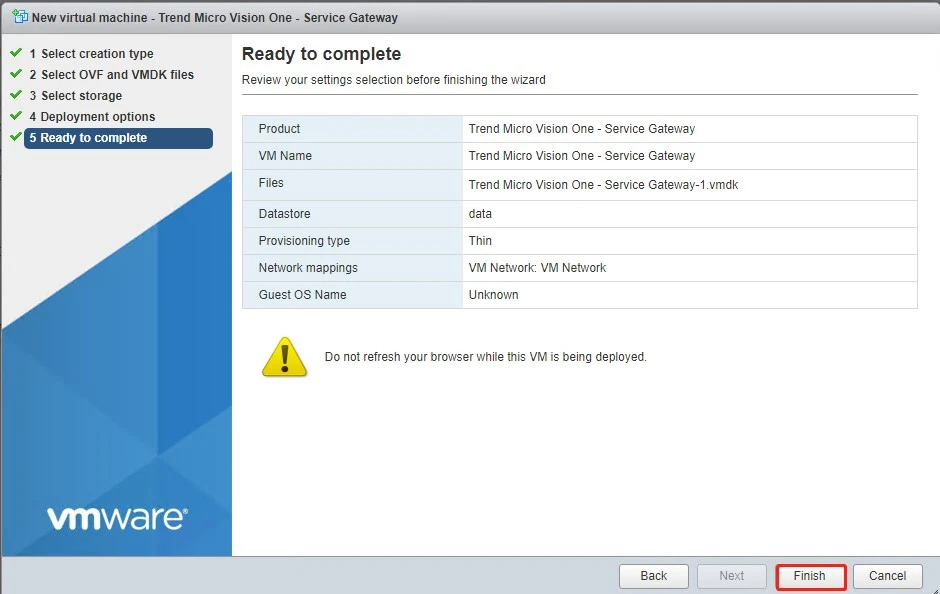 New virtual machine - Trend Micro Vision One - Service Gateway
1 Select creation type
2 Select OVF and VMDK files
3 Select storage
4 Deployment options
5 Ready to complete
vmware®
Ready to complete
Review your settings selection before finishing the wizard
Product Trend Micro Vision One - Service Gateway
VM Name Trend Micro Vision One - Service Gateway
Files Trend Micro Vision One - Service Gateway-1.vmdk
Datastore data
Provisioning type Thin
Network mappings VM Network: VM Network
Guest OS Name Unknown
Do not refresh your browser while this VM is being deployed.
Back Next Finish Cancel